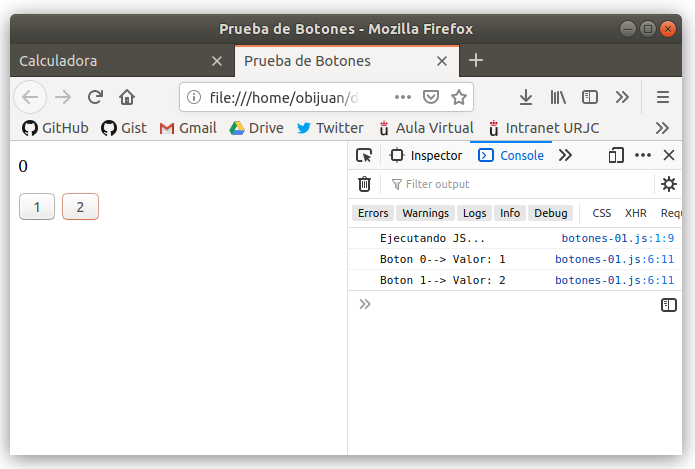 Prueba de Botones - Mozilla Firefox
Calculadora Prueba de Botones
file:///home/obijuan/d
GitHub Gist Gmail Drive Twitter Aula Virtual Intranet URJC
0
1 2
Inspector Console
Filter output
Errors Warnings Logs Info Debug CSS XHR Requ
Ejecutando JS... botones-01.js:1:9
Boton 0--> Valor: 1 botones-01.js:6:11
Boton 1--> Valor: 2 botones-01.js:6:11